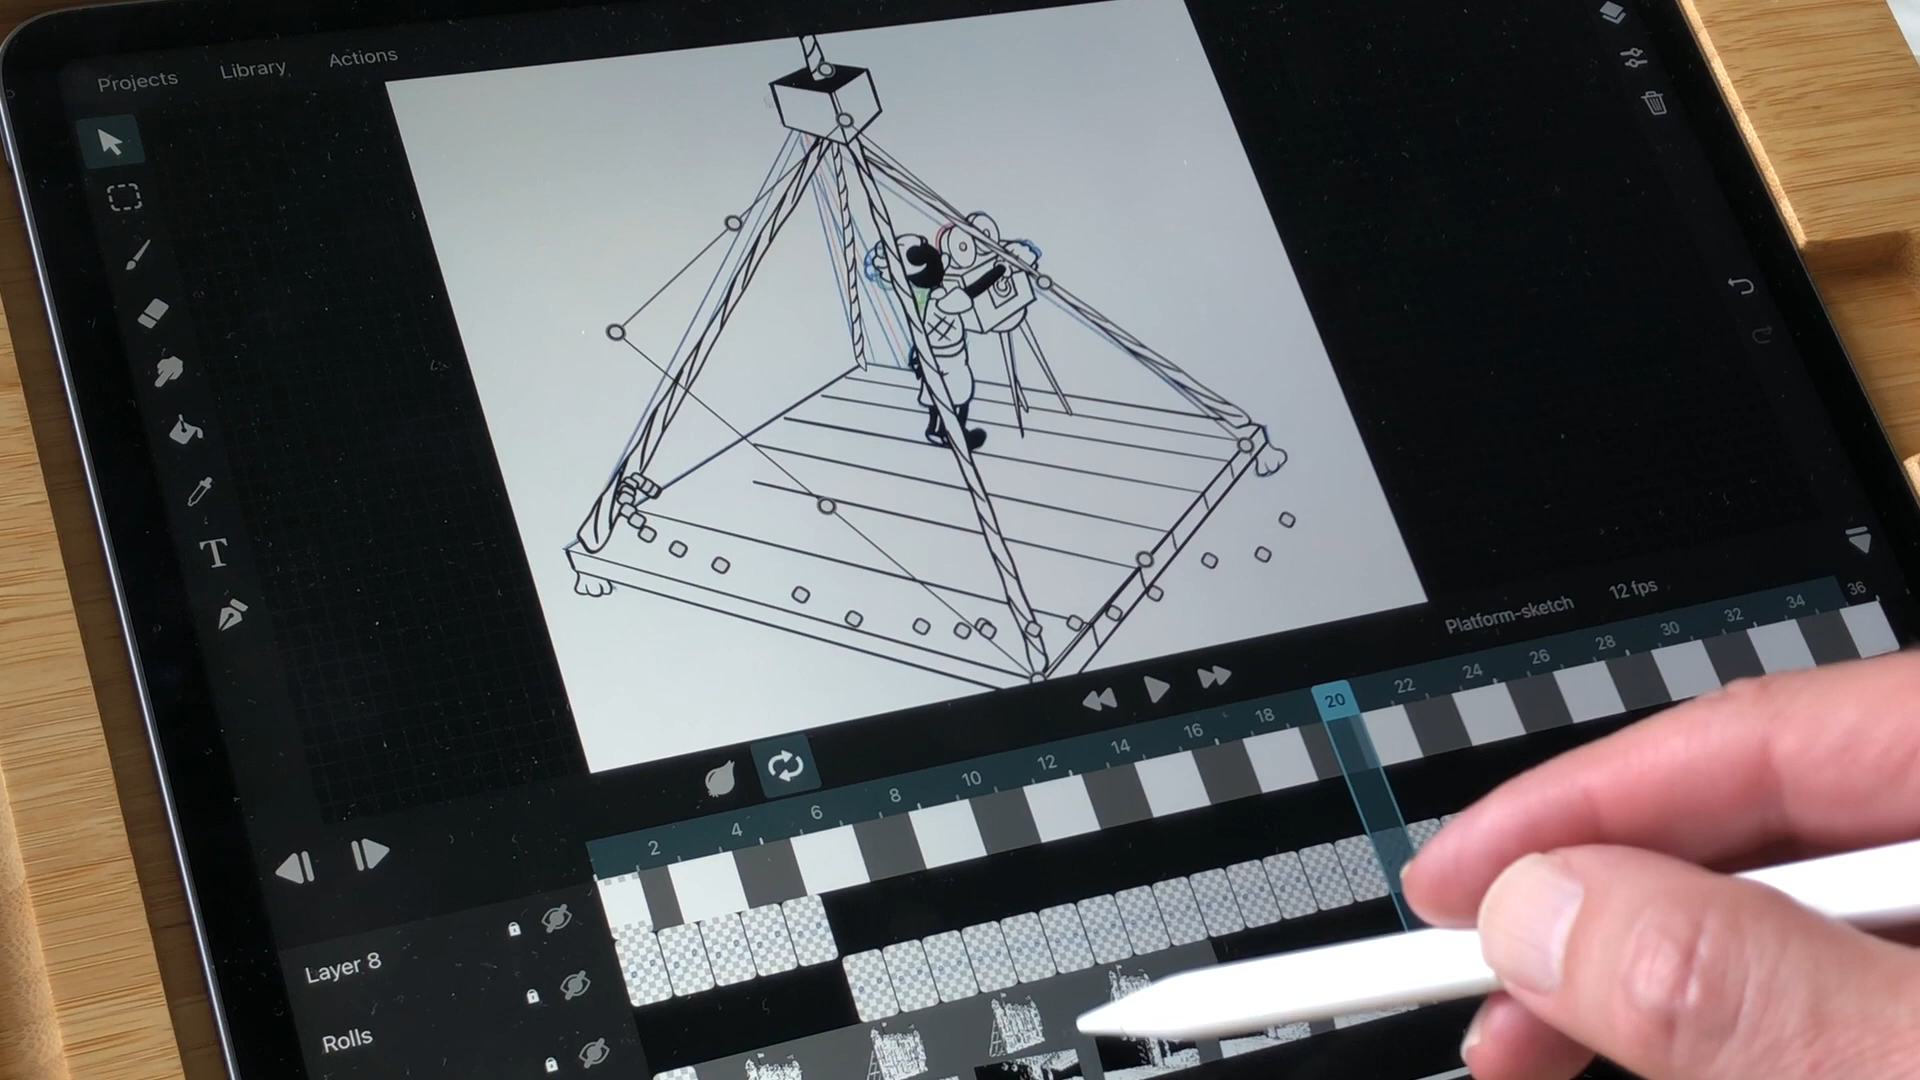 Projects Library Actions
T
Platform-sketch 12 fps
2 4 6 8 10 12 14 16 18 20 22 24 26 28 30 32 34 36
Layer 8
Rolls